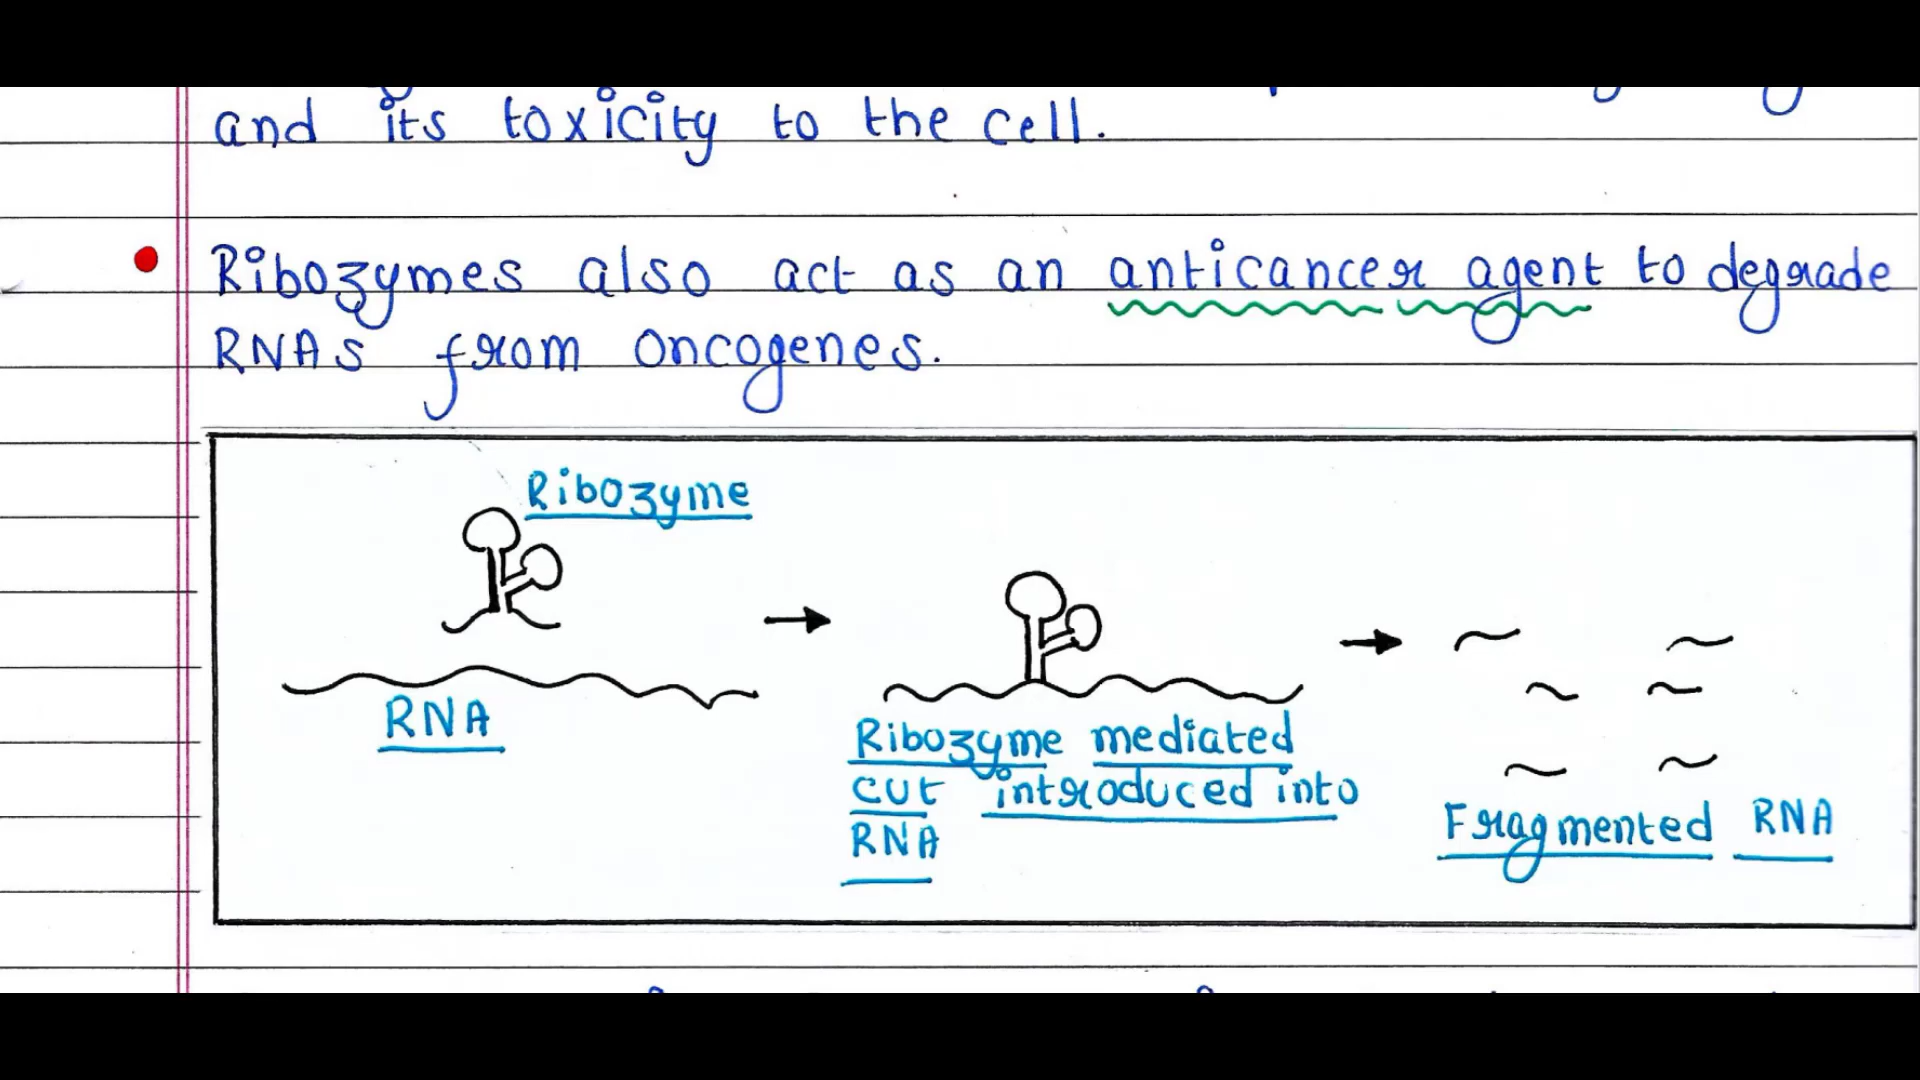 and its toxicity to the cell.
Ribozymes also act as an anticancer agent to degrade
RNAs from oncogenes.
Ribozyme
RNA
Ribozyme mediated
cut introduced into
RNA
Fragmented RNA